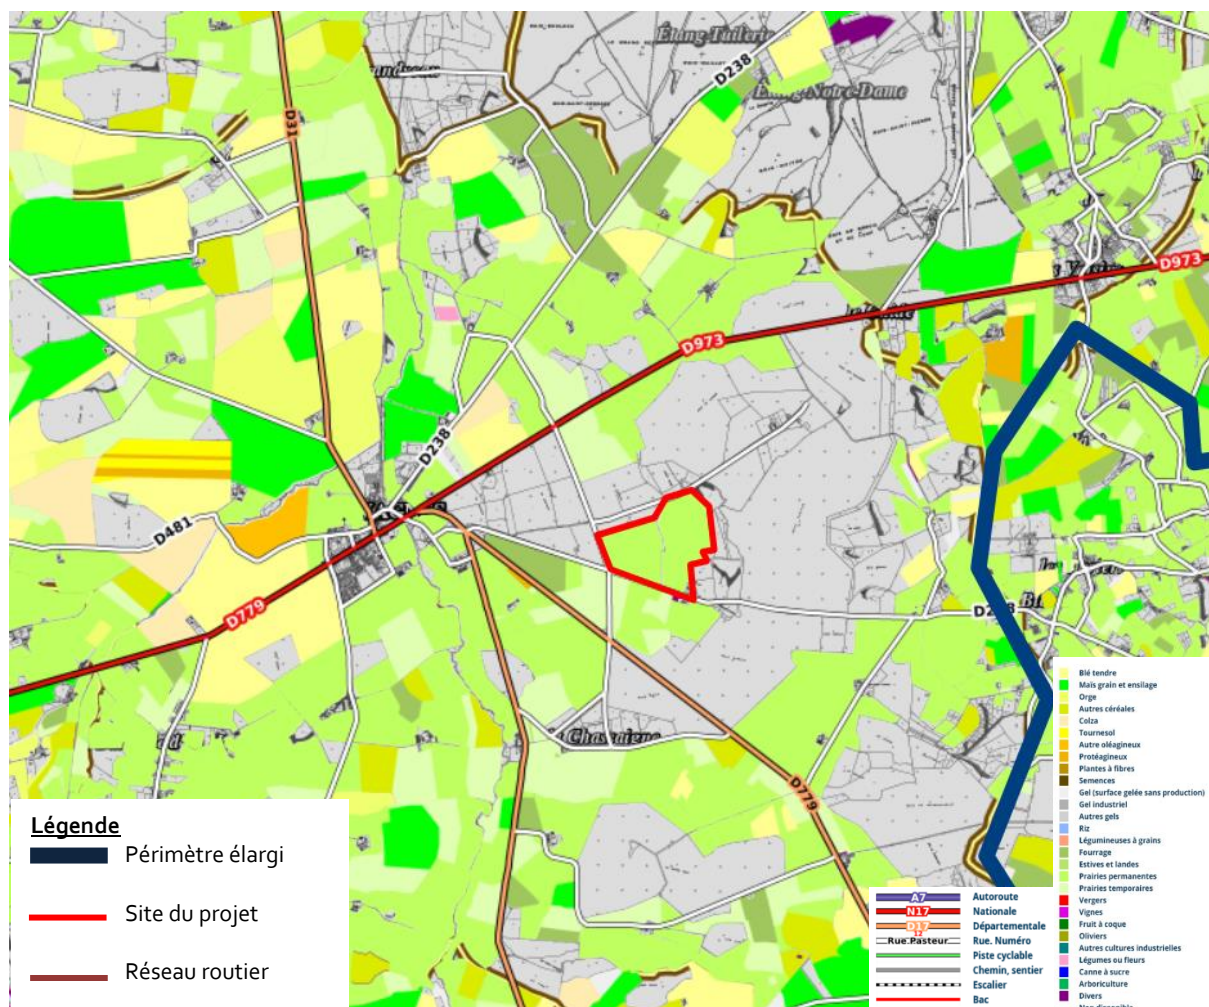 Étang Tuilerie
D238
Étang Notre-Dame
D31
D973
D973
D238
D481
D779
D779
Légende
Périmètre élargi
Site du projet
Réseau routier
A7 Autoroute
N17 Nationale
D17 Départementale
12
Rue Pasteur Rue. Numéro
Piste cyclable
Chemin, sentier
Escalier
Bac
Blé tendre
Maïs grain et ensilage
Orge
Autres céréales
Colza
Tournesol
Autre oléagineux
Protéagineux
Plantes à fibres
Semences
Gel (surface gelée sans production)
Gel industriel
Autres gels
Riz
Légumineuses à grains
Fourrage
Estives et landes
Prairies permanentes
Prairies temporaires
Vergers
Vignes
Fruit à coque
Oliviers
Autres cultures industrielles
Légumes ou fleurs
Canne à sucre
Arboriculture
Divers